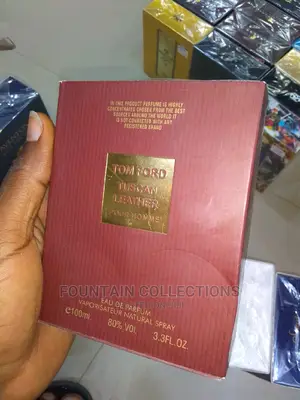 IN THIS PRODUCT PERFUME IS HIGHLY
CONCENTRATED CHOSED FROM THE BEST
SOURCES AROUND THE WORLD IT
IS NOT CONNECTED WITH ANY
REGISTERED BRAND
TOM FORD
TUSCAN
LEATHER
POUR HOMME
FOUNTAIN COLLECTIONS
EAU DE PARFUM
VAPORISATEUR NATURAL SPRAY
e100ml 80% VOL 3.3FL.OZ.